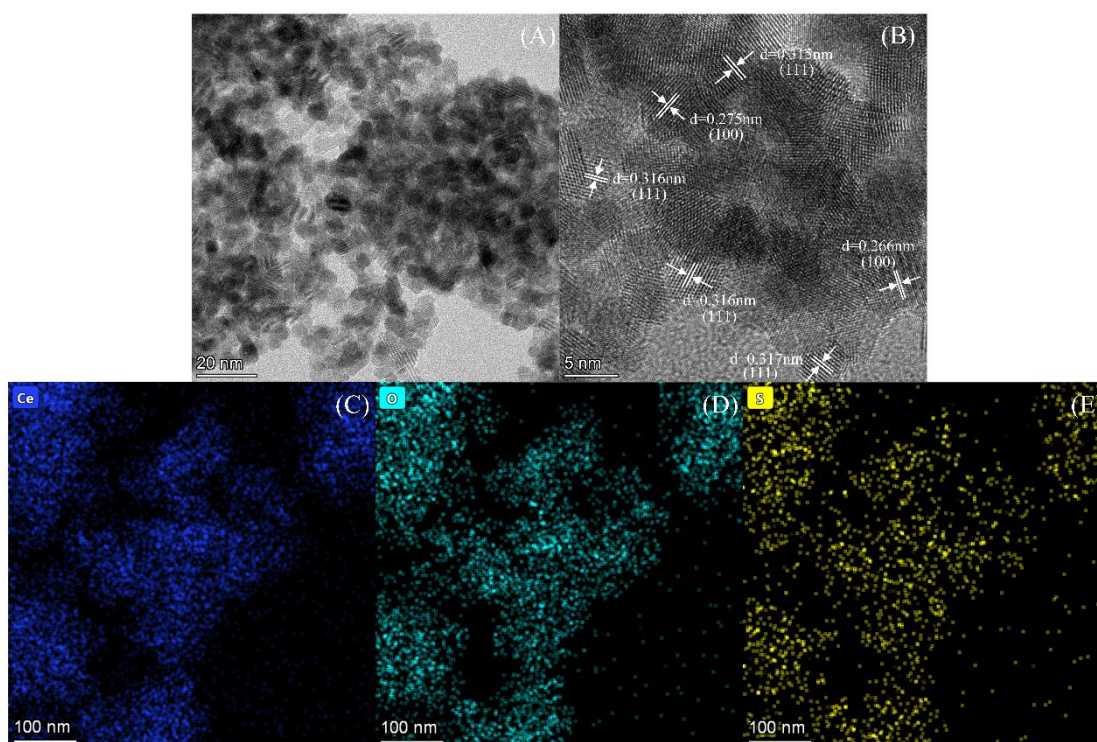 (A)
20 nm
(B)
d=0.315nm
(111)
d=0.275nm
(100)
d=0.316nm
(111)
d=0.266nm
(100)
d=0.316nm
(111)
d=0.317nm
(111)
5 nm
Ce
(C)
100 nm
O
(D)
100 nm
S
(E)
100 nm